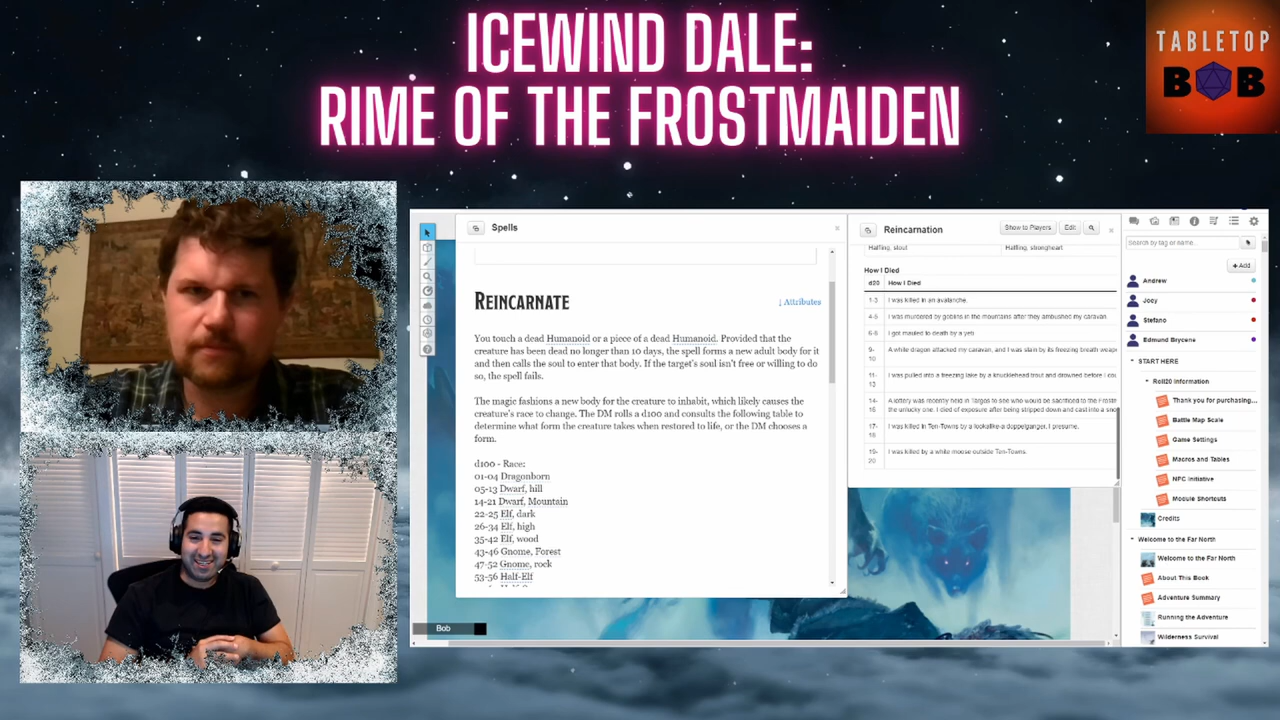 ICEWIND DALE:
RIME OF THE FROSTMAIDEN
TABLETOP
BOB
Spells
REINCARNATE
↓ Attributes
You touch a dead Humanoid or a piece of a dead Humanoid. Provided that the
creature has been dead no longer than 10 days, the spell forms a new adult body for it
and then calls the soul to enter that body. If the target's soul isn't free or willing to do
so, the spell fails.
The magic fashions a new body for the creature to inhabit, which likely causes the
creature's race to change. The DM rolls a d100 and consults the following table to
determine what form the creature takes when restored to life, or the DM chooses a
form.
d100 - Race:
01-04 Dragonborn
05-13 Dwarf, hill
14-21 Dwarf, Mountain
22-25 Elf, dark
26-34 Elf, high
35-42 Elf, wood
43-46 Gnome, Forest
47-52 Gnome, rock
53-56 Half-Elf
Reincarnation
Show to Players
Edit
Halfling, stout Halfling, strongheart
How I Died
d20 How I Died
1-3 I was killed in an avalanche.
4-5 I was murdered by goblins in the mountains after they ambushed my caravan.
6-8 I got mauled to death by a yeti.
9-10 A white dragon attacked my caravan, and I was slain by its freezing breath weap
11-13 I was pulled into a freezing lake by a knucklehead trout and drowned before I cou
14-16 A lottery was recently held in Targos to see who would be sacrificed to the Frostm
the unlucky one. I died of exposure after being stripped down and cast into a sno
17-18 I was killed in Ten-Towns by a lookalike-a doppelganger, I presume.
19-20 I was killed by a white moose outside Ten-Towns.
Search by tag or name...
+ Add
Andrew
Joey
Stefano
Edmund Brycene
START HERE
Roll20 Information
Thank you for purchasing...
Battle Map Scale
Game Settings
Macros and Tables
NPC Initiative
Module Shortcuts
Credits
Welcome to the Far North
Welcome to the Far North
About This Book
Adventure Summary
Running the Adventure
Wilderness Survival
Bob